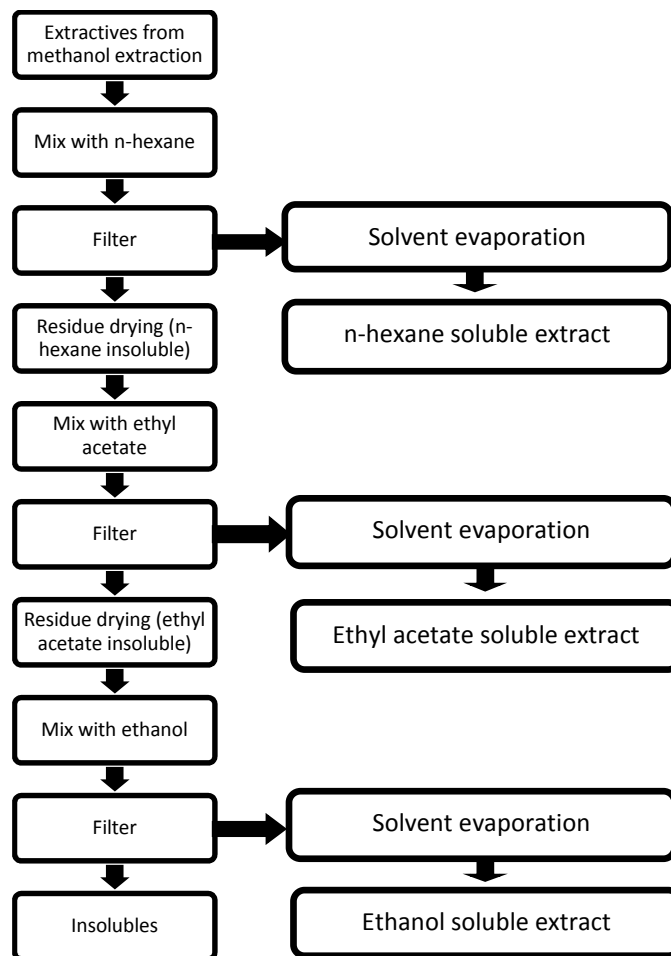 Extractives from
methanol extraction
Mix with n-hexane
Filter
Solvent evaporation
n-hexane soluble extract
Residue drying (n-
hexane insoluble)
Mix with ethyl
acetate
Filter
Solvent evaporation
Ethyl acetate soluble extract
Residue drying (ethyl
acetate insoluble)
Mix with ethanol
Filter
Solvent evaporation
Ethanol soluble extract
Insolubles